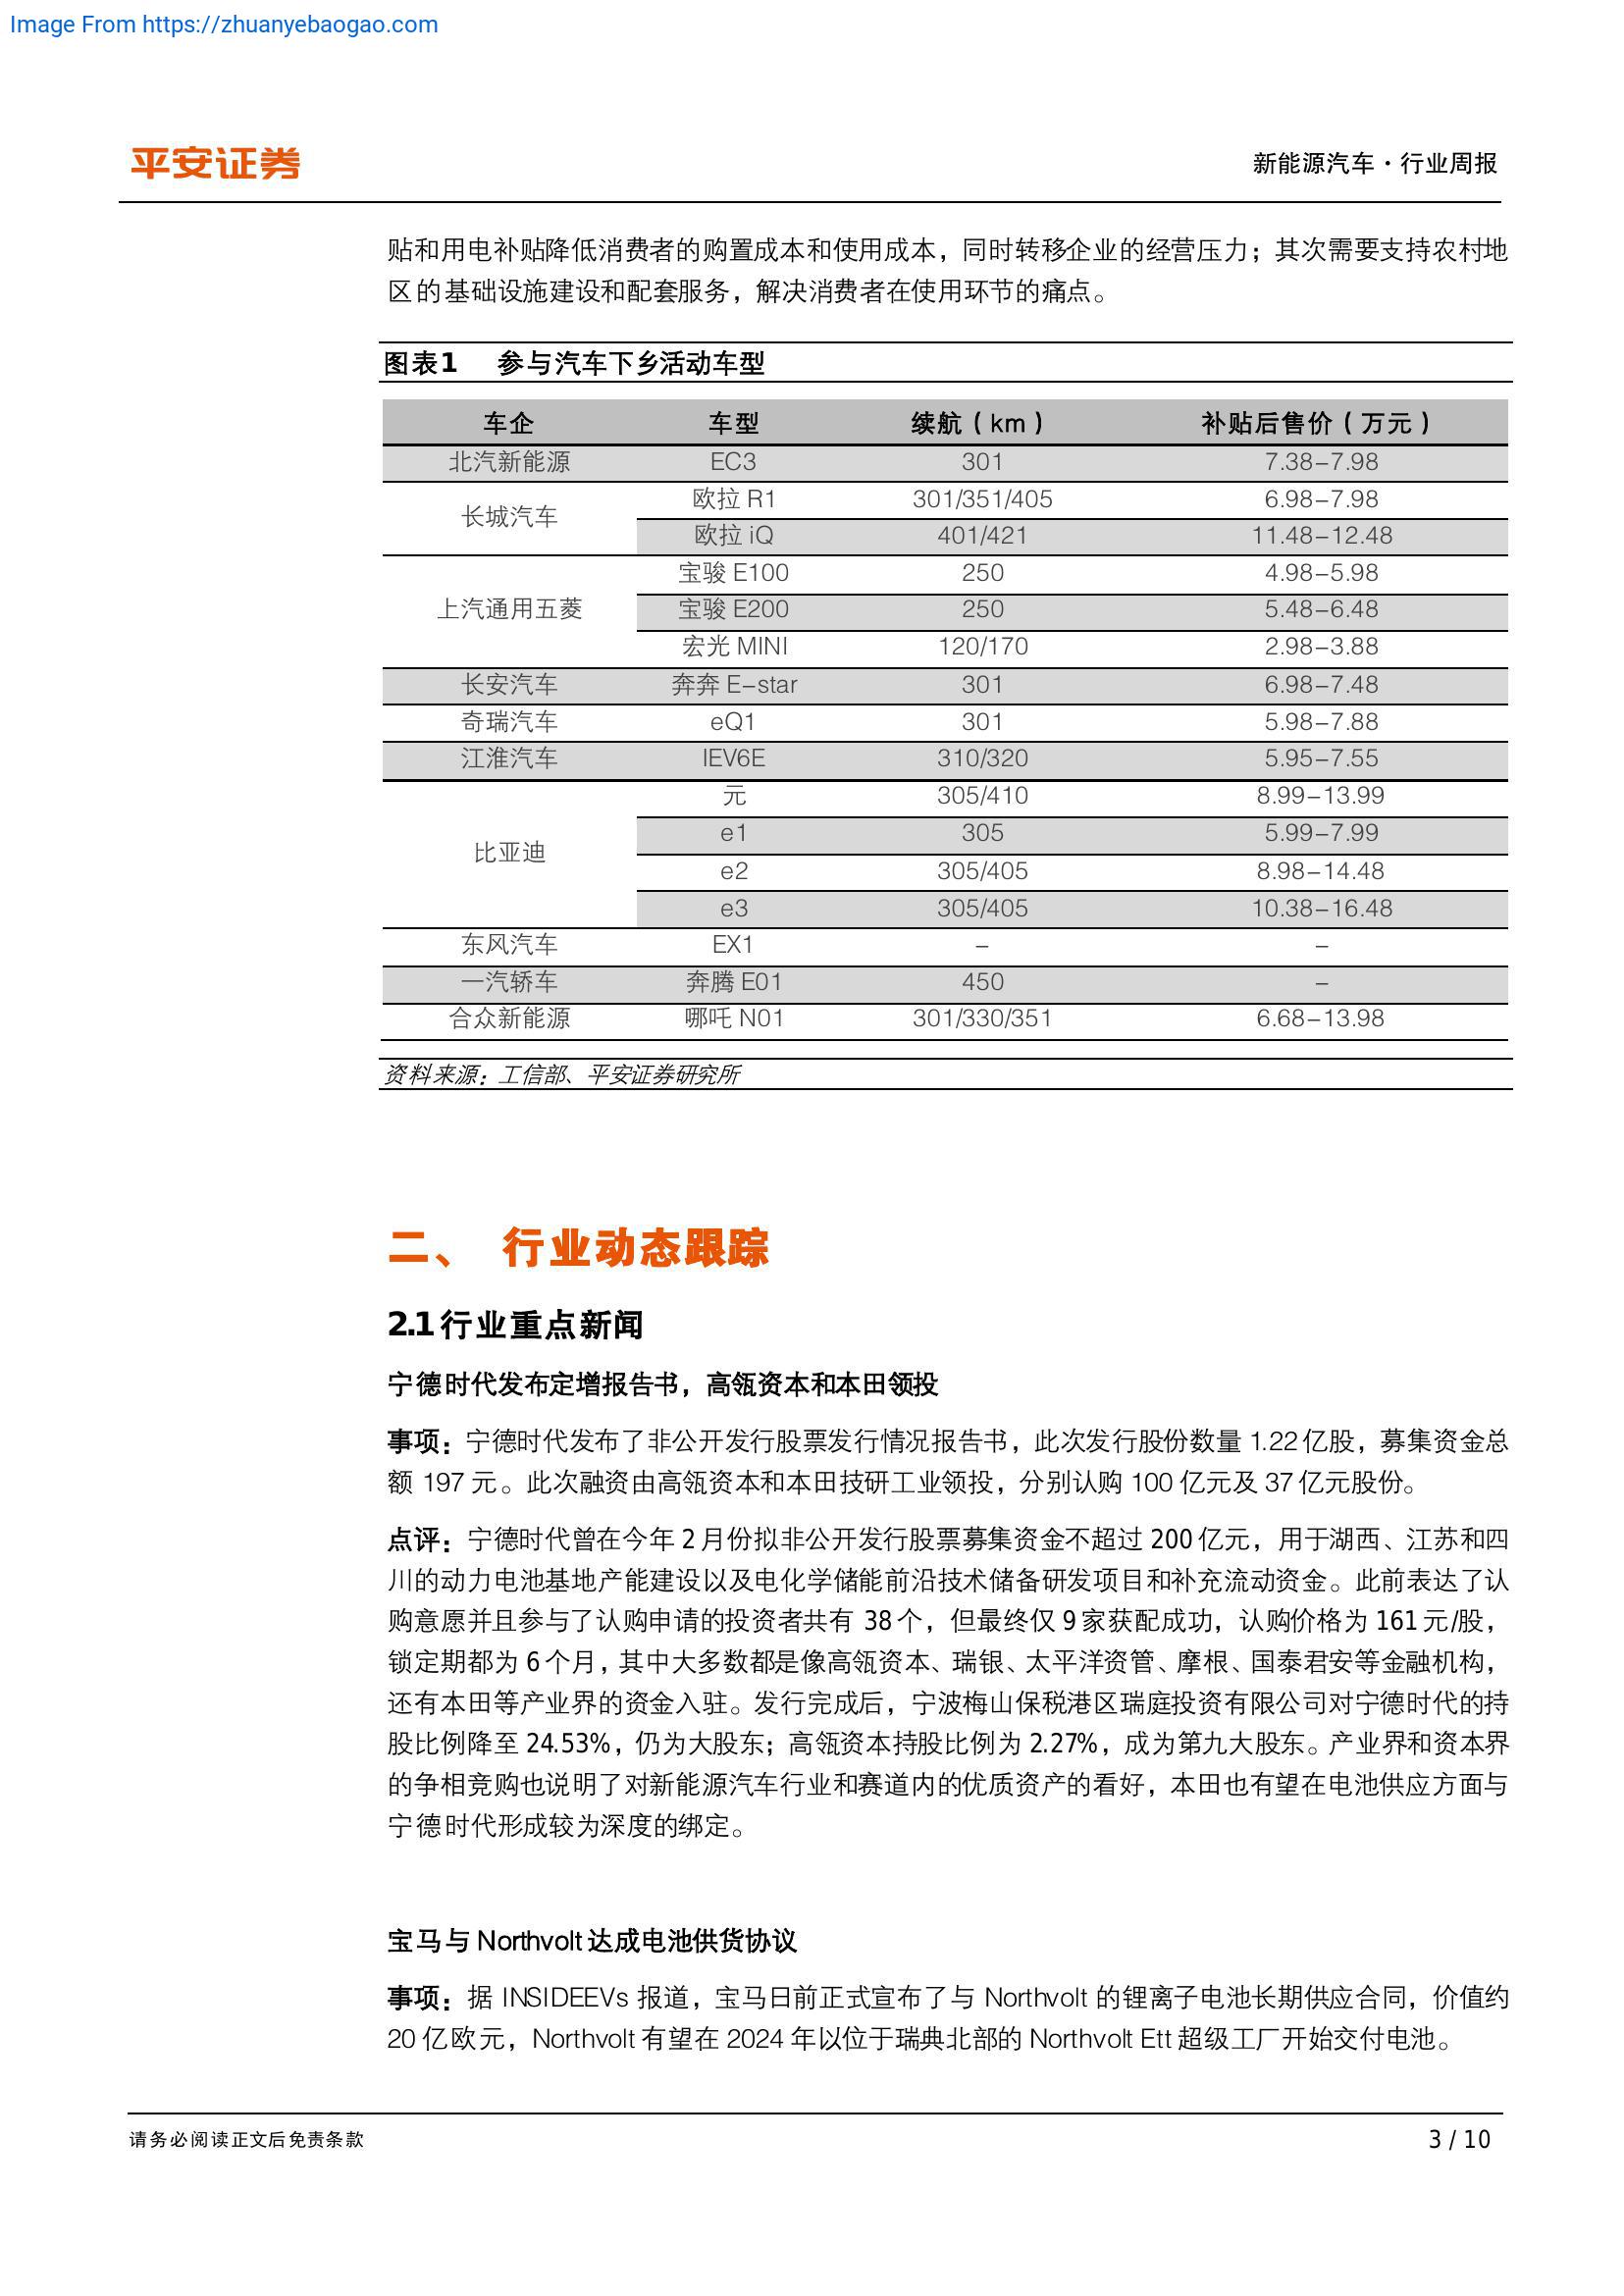 Image From https://zhuanyebaogao.com
平安证券
新能源汽车·行业周报
贴和用电补贴降低消费者的购置成本和使用成本，同时转移企业的经营压力；其次需要支持农村地
区的基础设施建设和配套服务，解决消费者在使用环节的痛点。
图表1 参与汽车下乡活动车型
车企 车型 续航（km） 补贴后售价（万元）
北汽新能源 EC3 301 7.38-7.98
长城汽车 欧拉 R1 301/351/405 6.98-7.98
欧拉 iQ 401/421 11.48-12.48
上汽通用五菱 宝骏 E100 250 4.98-5.98
宝骏 E200 250 5.48-6.48
宏光 MINI 120/170 2.98-3.88
长安汽车 奔奔 E-star 301 6.98-7.48
奇瑞汽车 eQ1 301 5.98-7.88
江淮汽车 IEV6E 310/320 5.95-7.55
比亚迪 元 305/410 8.99-13.99
e1 305 5.99-7.99
e2 305/405 8.98-14.48
e3 305/405 10.38-16.48
东风汽车 EX1 - -
一汽轿车 奔腾 E01 450 -
合众新能源 哪吒 N01 301/330/351 6.68-13.98
资料来源：工信部、平安证券研究所
二、 行业动态跟踪
2.1 行业重点新闻
宁德时代发布定增报告书，高瓴资本和本田领投
事项：宁德时代发布了非公开发行股票发行情况报告书，此次发行股份数量 1.22 亿股，募集资金总
额 197 元。此次融资由高瓴资本和本田技研工业领投，分别认购 100 亿元及 37 亿元股份。
点评：宁德时代曾在今年 2 月份拟非公开发行股票募集资金不超过 200 亿元，用于湖西、江苏和四
川的动力电池基地产能建设以及电化学储能前沿技术储备研发项目和补充流动资金。此前表达了认
购意愿并且参与了认购申请的投资者共有 38 个，但最终仅 9 家获配成功，认购价格为 161 元/股，
锁定期都为 6 个月，其中大多数都是像高瓴资本、瑞银、太平洋资管、摩根、国泰君安等金融机构，
还有本田等产业界的资金入驻。发行完成后，宁波梅山保税港区瑞庭投资有限公司对宁德时代的持
股比例降至 24.53%，仍为大股东；高瓴资本持股比例为 2.27%，成为第九大股东。产业界和资本界
的争相竞购也说明了对新能源汽车行业和赛道内的优质资产的看好，本田也有望在电池供应方面与
宁德时代形成较为深度的绑定。
宝马与 Northvolt 达成电池供货协议
事项：据 INSIDEEVs 报道，宝马日前正式宣布了与 Northvolt 的锂离子电池长期供应合同，价值约
20 亿欧元，Northvolt 有望在 2024 年以位于瑞典北部的 Northvolt Ett 超级工厂开始交付电池。
请务必阅读正文后免责条款
3 / 10